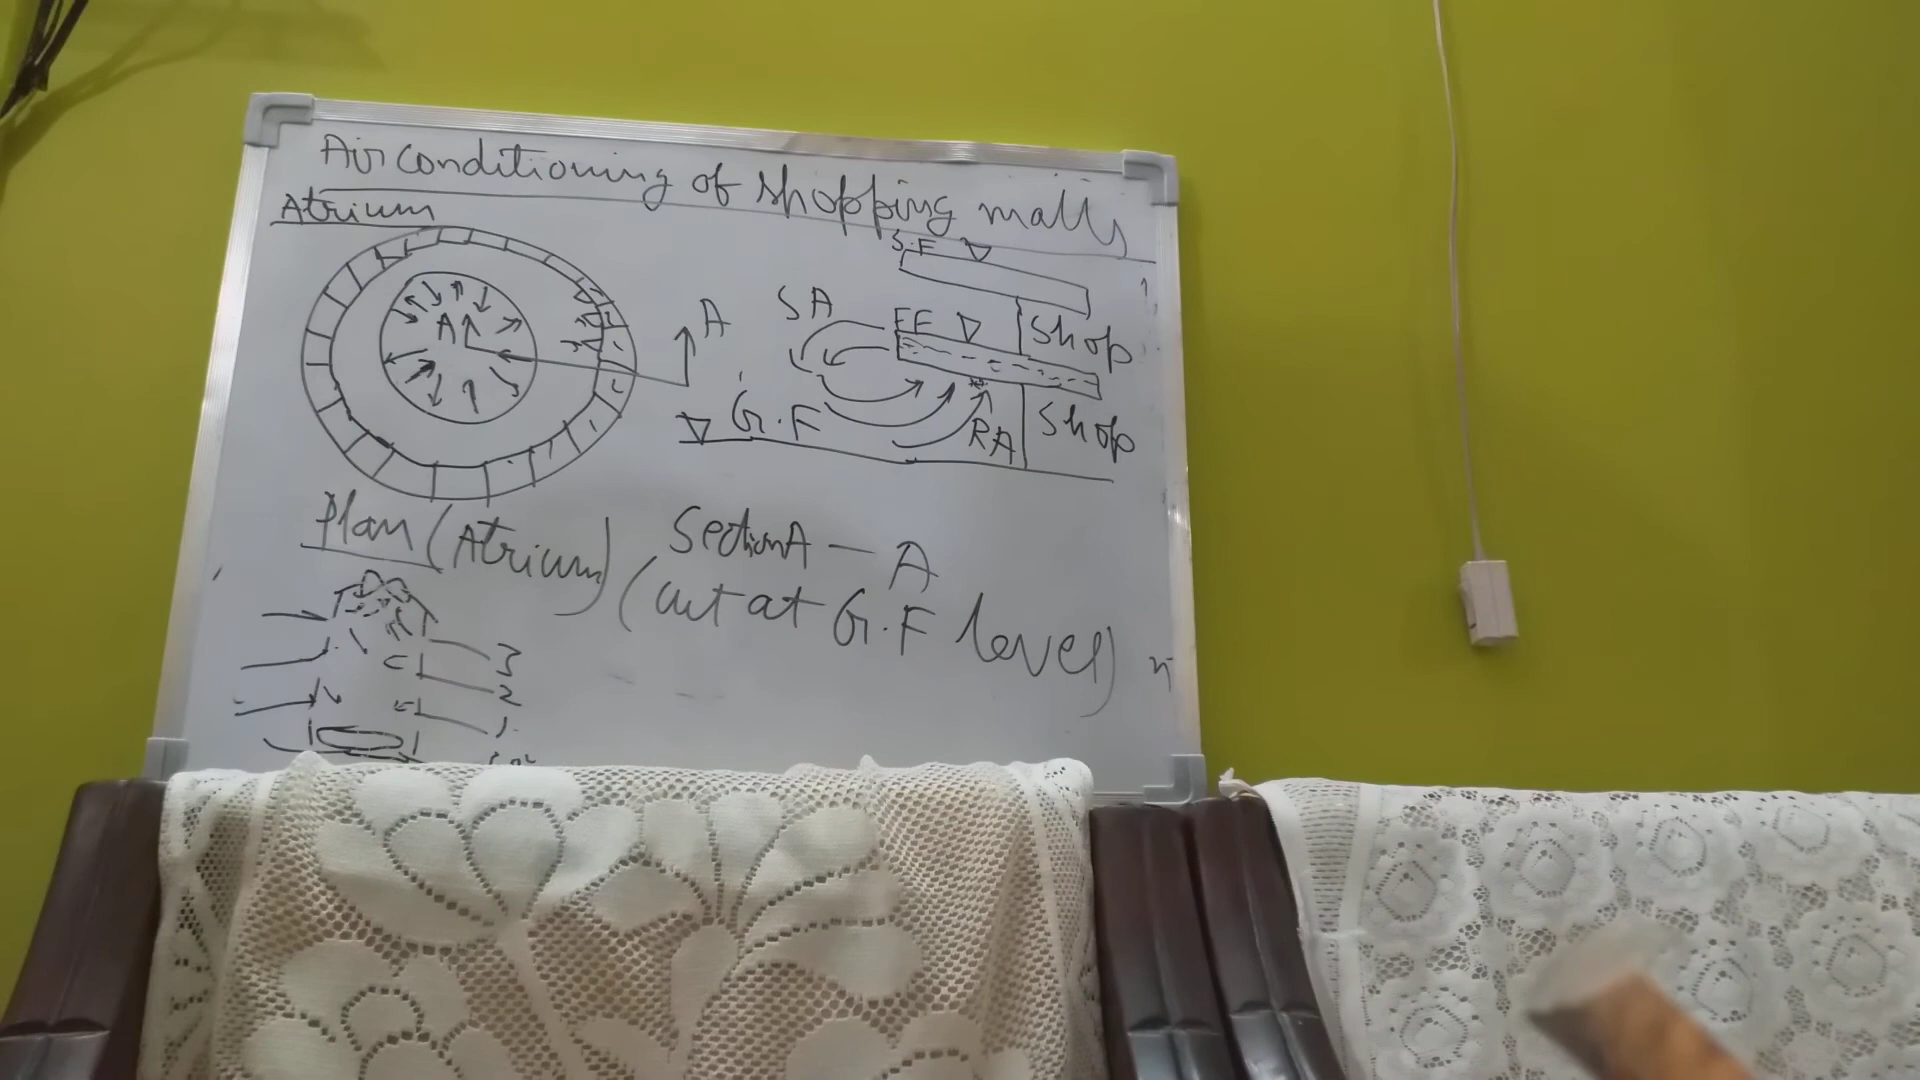 Air conditioning of shopping malls
Atrium
A
A
S.F
SA
FF
Shop
G.F
RA
Shop
Plan (Atrium)
Section A - A
(cut at G.F level)
3
2
1